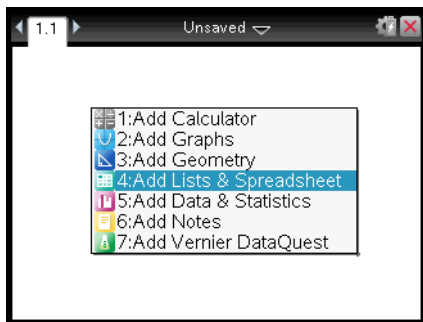 1.1 Unsaved
1:Add Calculator
2:Add Graphs
3:Add Geometry
4:Add Lists & Spreadsheet
5:Add Data & Statistics
6:Add Notes
7:Add Vernier DataQuest